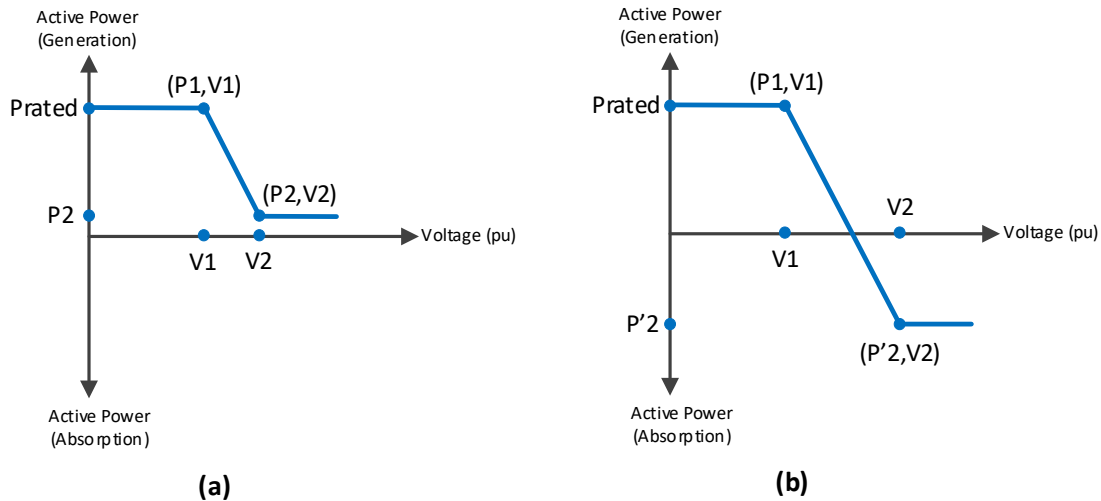 Active Power
(Generation)
Prated
(P1,V1)
(P2,V2)
P2
V1
V2
Voltage (pu)
Active Power
(Absorption)
(a)
Active Power
(Generation)
Prated
(P1,V1)
V2
Voltage (pu)
V1
P'2
(P'2,V2)
Active Power
(Absorption)
(b)